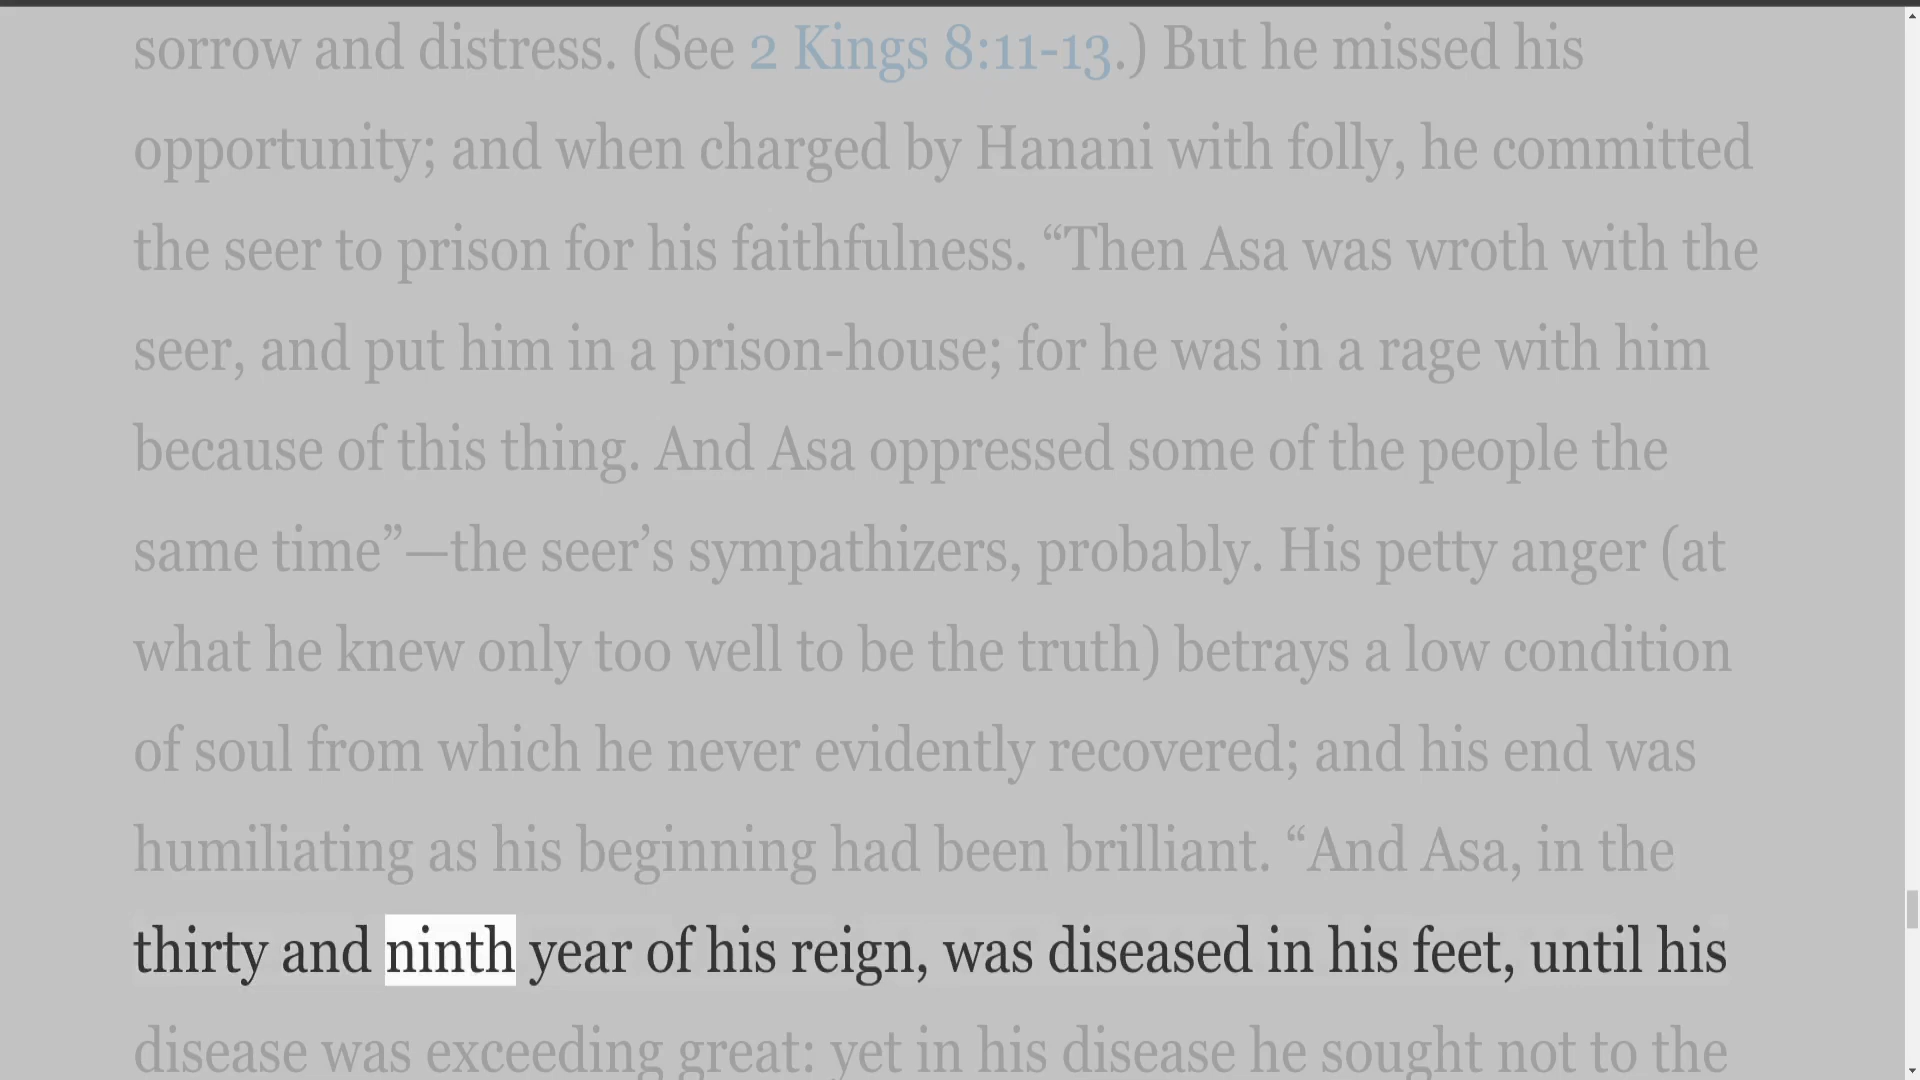 sorrow and distress. (See 2 Kings 8:11-13.) But he missed his
opportunity; and when charged by Hanani with folly, he committed
the seer to prison for his faithfulness. “Then Asa was wroth with the
seer, and put him in a prison-house; for he was in a rage with him
because of this thing. And Asa oppressed some of the people the
same time”—the seer’s sympathizers, probably. His petty anger (at
what he knew only too well to be the truth) betrays a low condition
of soul from which he never evidently recovered; and his end was
humiliating as his beginning had been brilliant. “And Asa, in the
thirty and ninth year of his reign, was diseased in his feet, until his
disease was exceeding great: yet in his disease he sought not to the